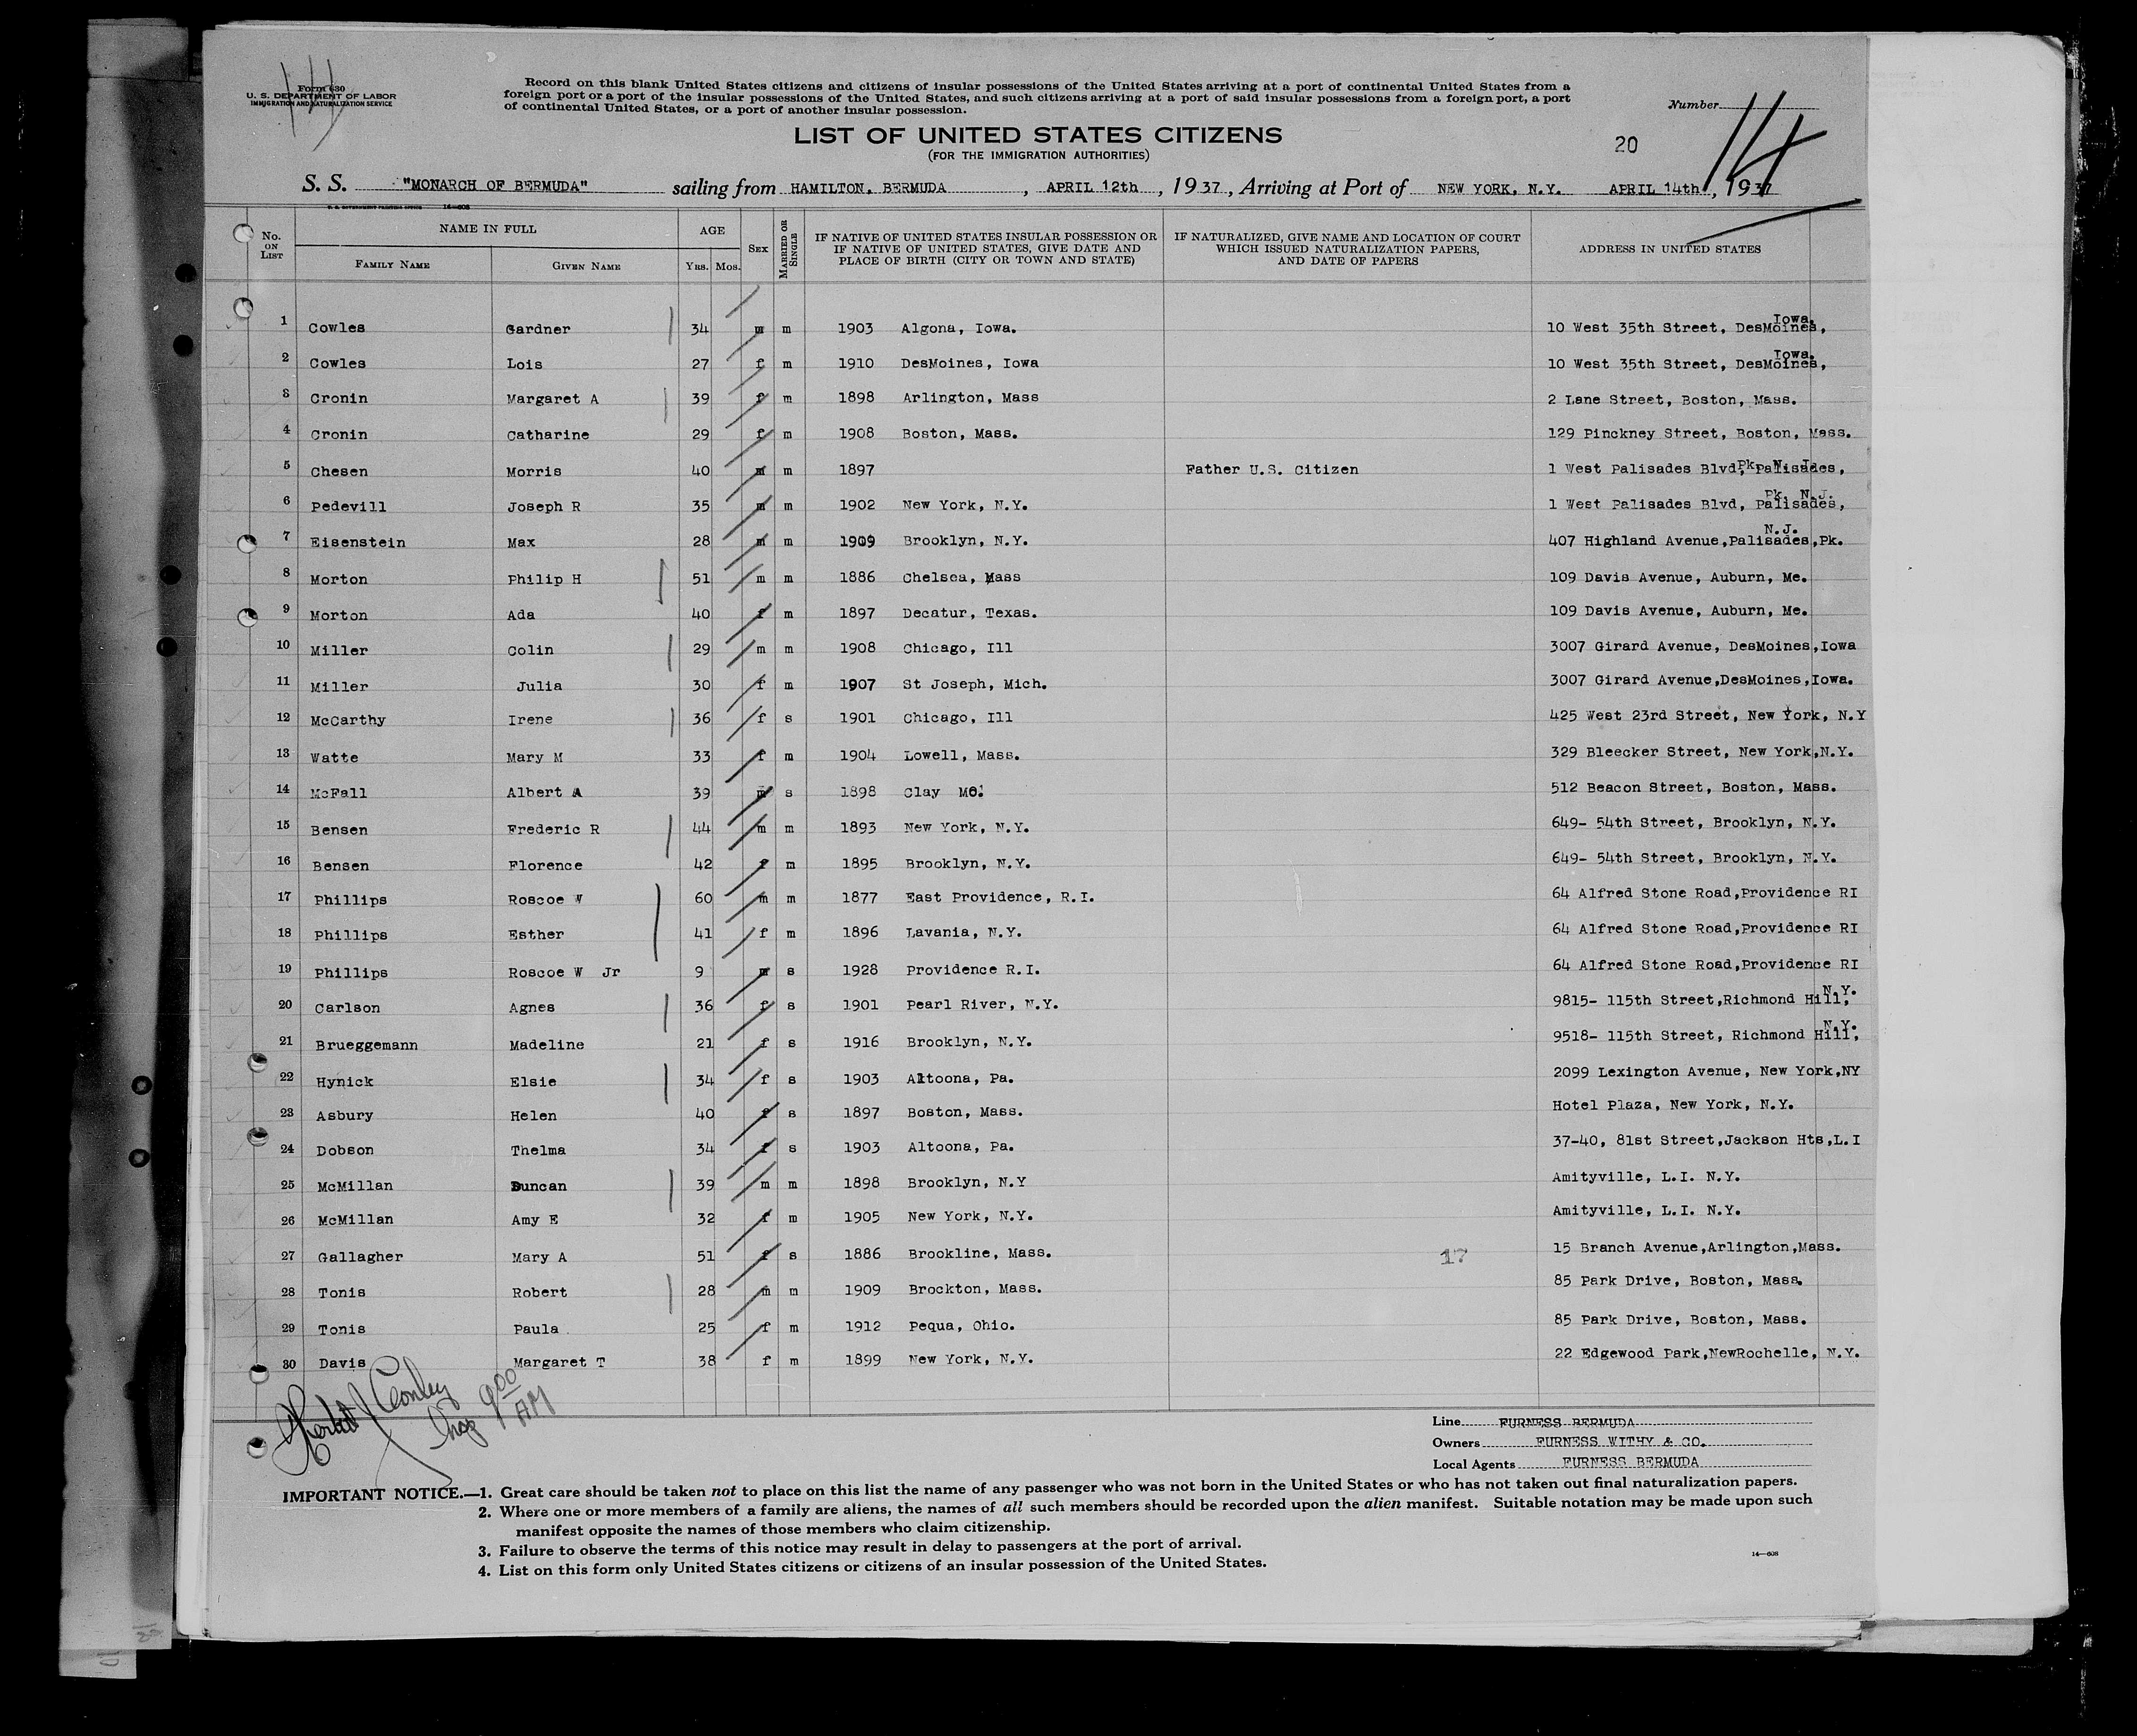 Form 630
U. S. DEPARTMENT OF LABOR
IMMIGRATION AND NATURALIZATION SERVICE
Record on this blank United States citizens and citizens of insular possessions of the United States arriving at a port of continental United States from a
foreign port or a port of the insular possessions of the United States, and such citizens arriving at a port of said insular possessions from a foreign port, a port
of continental United States, or a port of another insular possession.
Number 14
LIST OF UNITED STATES CITIZENS
(FOR THE IMMIGRATION AUTHORITIES)
20
S. S. "MONARCH OF BERMUDA" sailing from HAMILTON, BERMUDA, APRIL 12th, 1937, Arriving at Port of NEW YORK, N.Y. APRIL 14th, 1937
U. S. GOVERNMENT PRINTING OFFICE 14-608
No. ON LIST NAME IN FULL FAMILY NAME GIVEN NAME AGE YRS. MOS. SEX MARRIED OR SINGLE IF NATIVE OF UNITED STATES INSULAR POSSESSION OR IF NATIVE OF UNITED STATES, GIVE DATE AND PLACE OF BIRTH (CITY OR TOWN AND STATE) IF NATURALIZED, GIVE NAME AND LOCATION OF COURT WHICH ISSUED NATURALIZATION PAPERS, AND DATE OF PAPERS ADDRESS IN UNITED STATES
1 Cowles Gardner 34 m m 1903 Algona, Iowa. 10 West 35th Street, DesMoines, Iowa.
2 Cowles Lois 27 f m 1910 DesMoines, Iowa 10 West 35th Street, DesMoines, Iowa.
3 Cronin Margaret A 39 f m 1898 Arlington, Mass 2 Lane Street, Boston, Mass.
4 Cronin Catharine 29 f m 1908 Boston, Mass. 129 Pinckney Street, Boston, Mass.
5 Chesen Morris 40 m m 1897 Father U.S. Citizen 1 West Palisades Blvd, Palisades, Pk. N.J.
6 Pedevill Joseph R 35 m m 1902 New York, N.Y. 1 West Palisades Blvd, Palisades, Pk. N.J.
7 Eisenstein Max 28 m m 1909 Brooklyn, N.Y. 407 Highland Avenue,Palisades,Pk. N.J.
8 Morton Philip H 51 m m 1886 Chelsea, Mass 109 Davis Avenue, Auburn, Me.
9 Morton Ada 40 f m 1897 Decatur, Texas. 109 Davis Avenue, Auburn, Me.
10 Miller Colin 29 m m 1908 Chicago, Ill 3007 Girard Avenue, DesMoines,Iowa
11 Miller Julia 30 f m 1907 St Joseph, Mich. 3007 Girard Avenue,DesMoines,Iowa.
12 McCarthy Irene 36 f s 1901 Chicago, Ill 425 West 23rd Street, New York, N.Y
13 Watte Mary M 33 f m 1904 Lowell, Mass. 329 Bleecker Street, New York,N.Y.
14 McFall Albert A 39 m s 1898 Clay MO. 512 Beacon Street, Boston, Mass.
15 Bensen Frederic R 44 m m 1893 New York, N.Y. 649- 54th Street, Brooklyn, N.Y.
16 Bensen Florence 42 f m 1895 Brooklyn, N.Y. 649- 54th Street, Brooklyn, N.Y.
17 Phillips Roscoe W 60 m m 1877 East Providence, R.I. 64 Alfred Stone Road,Providence RI
18 Phillips Esther 41 f m 1896 Lavania, N.Y. 64 Alfred Stone Road,Providence RI
19 Phillips Roscoe W Jr 9 m s 1928 Providence R.I. 64 Alfred Stone Road,Providence RI
20 Carlson Agnes 36 f s 1901 Pearl River, N.Y. 9815- 115th Street,Richmond Hill, N.Y.
21 Brueggemann Madeline 21 f s 1916 Brooklyn, N.Y. 9518- 115th Street, Richmond Hill, N.Y.
22 Hynick Elsie 34 f s 1903 Altoona, Pa. 2099 Lexington Avenue, New York,NY
23 Asbury Helen 40 f s 1897 Boston, Mass. Hotel Plaza, New York, N.Y.
24 Dobson Thelma 34 f s 1903 Altoona, Pa. 37-40, 81st Street,Jackson Hts,L.I
25 McMillan Duncan 39 m m 1898 Brooklyn, N.Y Amityville, L.I. N.Y.
26 McMillan Amy E 32 f m 1905 New York, N.Y. Amityville, L.I. N.Y.
27 Gallagher Mary A 51 f s 1886 Brookline, Mass. 17 15 Branch Avenue,Arlington,Mass.
28 Tonis Robert 28 m m 1909 Brockton, Mass. 85 Park Drive, Boston, Mass.
29 Tonis Paula 25 f m 1912 Pequa, Ohio. 85 Park Drive, Boston, Mass.
30 Davis Margaret T 38 f m 1899 New York, N.Y. 22 Edgewood Park,NewRochelle, N.Y.
Conley
Insp 9 00 AM
Line FURNESS BERMUDA
Owners FURNESS WITHY & CO.
Local Agents FURNESS BERMUDA
IMPORTANT NOTICE.—1. Great care should be taken not to place on this list the name of any passenger who was not born in the United States or who has not taken out final naturalization papers.
2. Where one or more members of a family are aliens, the names of all such members should be recorded upon the alien manifest. Suitable notation may be made upon such
manifest opposite the names of those members who claim citizenship.
3. Failure to observe the terms of this notice may result in delay to passengers at the port of arrival.
4. List on this form only United States citizens or citizens of an insular possession of the United States.
14—608